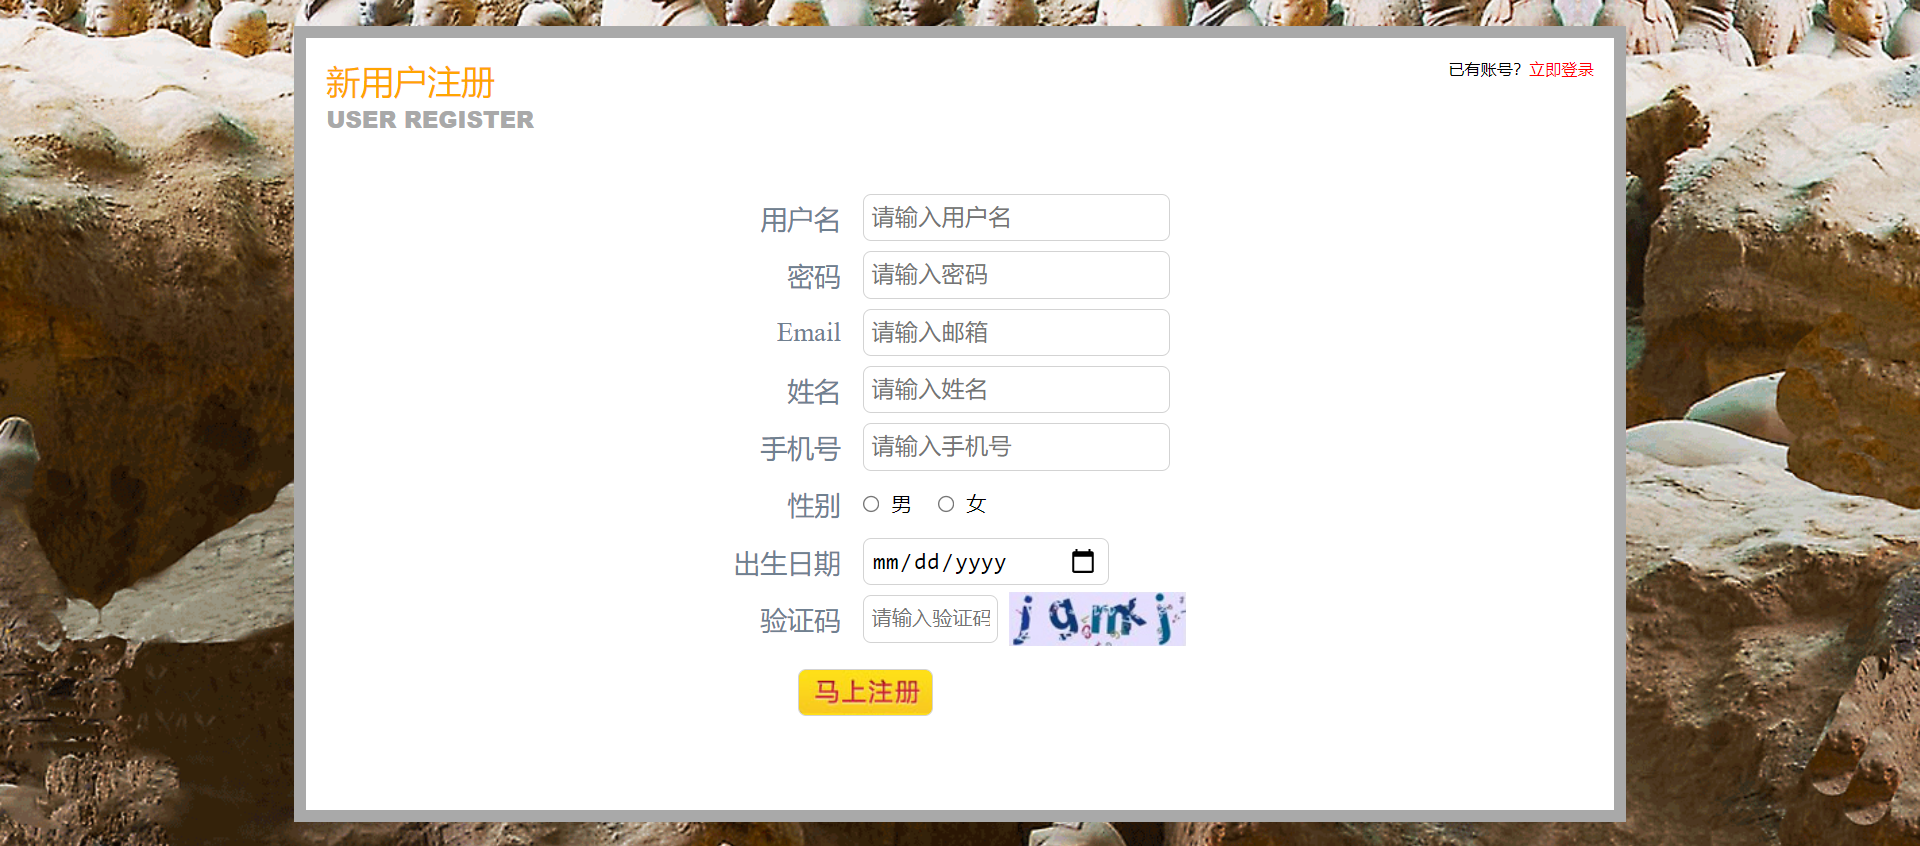 新用户注册
USER REGISTER
已有账号？立即登录
用户名 请输入用户名
密码 请输入密码
Email 请输入邮箱
姓名 请输入姓名
手机号 请输入手机号
性别 男 女
出生日期 mm/dd/yyyy
验证码 请输入验证码
马上注册